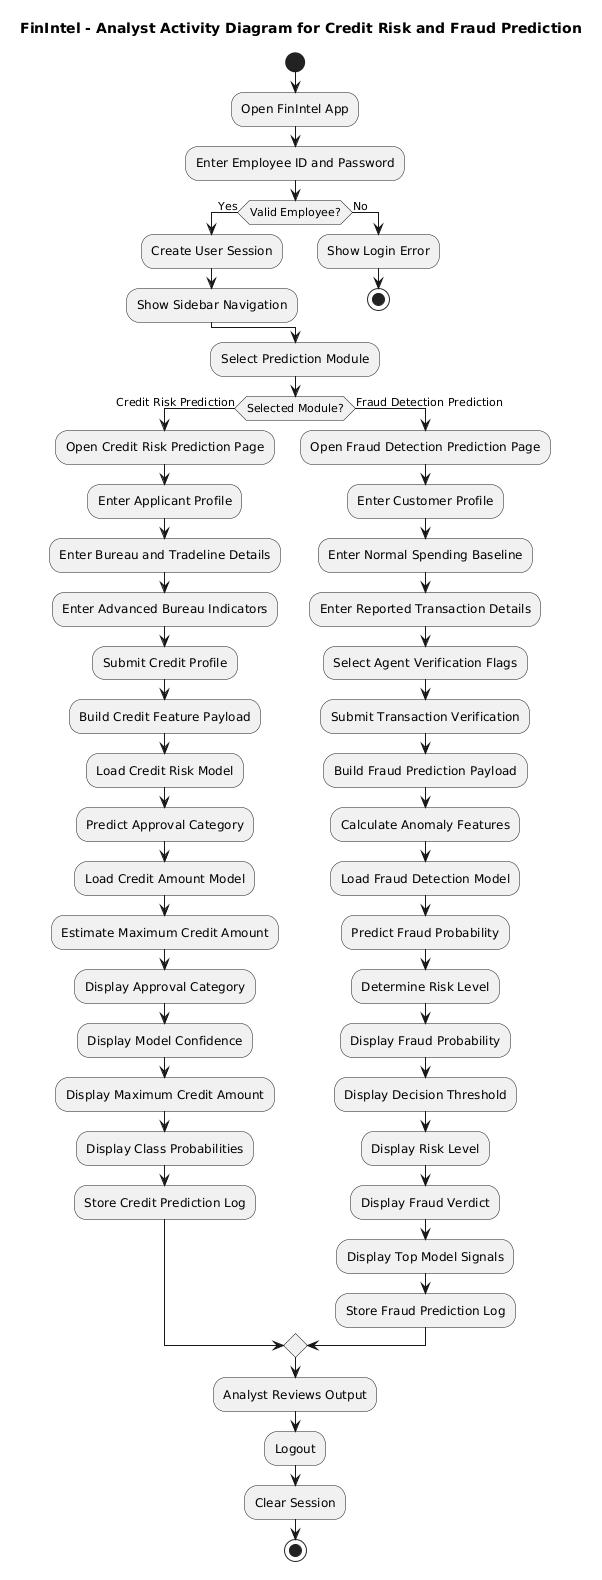 FinIntel - Analyst Activity Diagram for Credit Risk and Fraud Prediction
Open FinIntel App
Enter Employee ID and Password
Valid Employee?
Yes
No
Create User Session
Show Sidebar Navigation
Show Login Error
Select Prediction Module
Selected Module?
Credit Risk Prediction
Open Credit Risk Prediction Page
Enter Applicant Profile
Enter Bureau and Tradeline Details
Enter Advanced Bureau Indicators
Submit Credit Profile
Build Credit Feature Payload
Load Credit Risk Model
Predict Approval Category
Load Credit Amount Model
Estimate Maximum Credit Amount
Display Approval Category
Display Model Confidence
Display Maximum Credit Amount
Display Class Probabilities
Store Credit Prediction Log
Fraud Detection Prediction
Open Fraud Detection Prediction Page
Enter Customer Profile
Enter Normal Spending Baseline
Enter Reported Transaction Details
Select Agent Verification Flags
Submit Transaction Verification
Build Fraud Prediction Payload
Calculate Anomaly Features
Load Fraud Detection Model
Predict Fraud Probability
Determine Risk Level
Display Fraud Probability
Display Decision Threshold
Display Risk Level
Display Fraud Verdict
Display Top Model Signals
Store Fraud Prediction Log
Analyst Reviews Output
Logout
Clear Session